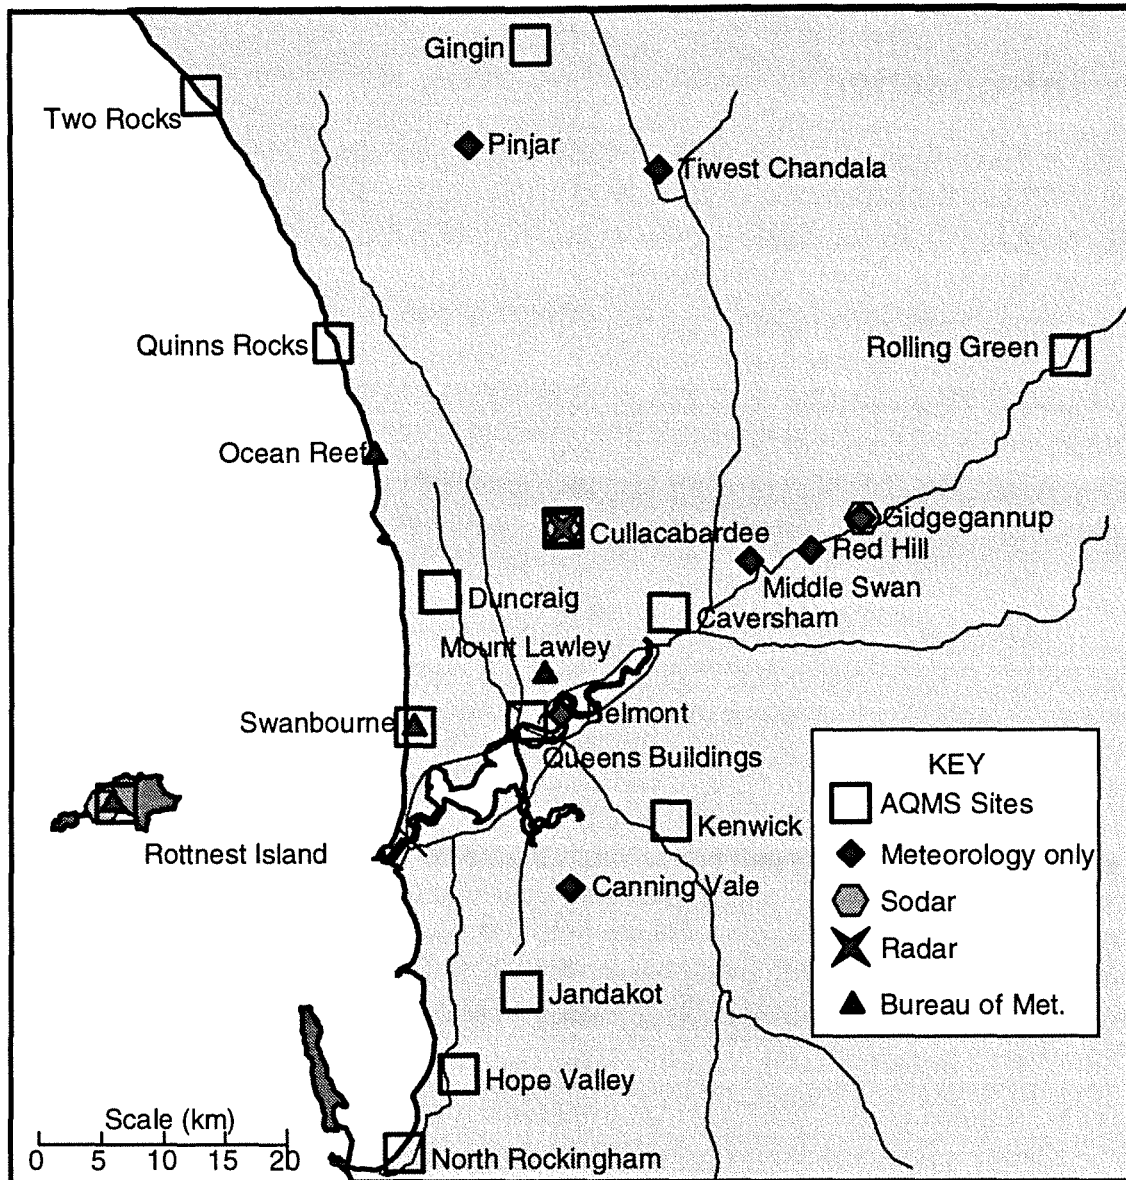 Gingin
Two Rocks
Pinjar
Tiwest Chandala
Quinns Rocks
Rolling Green
Ocean Reef
Cullacabardee
Gidgegannup
Red Hill
Middle Swan
Duncraig
Caversham
Mount Lawley
Swanbourne
Belmont
Queens Buildings
KEY
AQMS Sites
Kenwick
Rottnest Island
Meteorology only
Canning Vale
Sodar
Radar
Jandakot
Bureau of Met.
Hope Valley
Scale (km)
0 5 10 15 20
North Rockingham